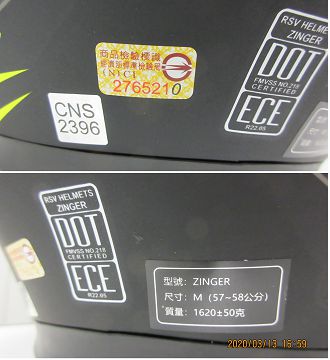 商品檢驗標識
經濟部標準檢驗局
(N)CI
2765210
CNS
2396
RSV HELMETS
ZINGER
DOT
FMVSS NO.218
CERTIFIED
ECE
R22.05
RSV HELMETS
ZINGER
DOT
FMVSS NO.218
CERTIFIED
ECE
R22.05
型號: ZINGER
尺寸: M (57~58公分)
質量: 1620±50克
2020/03/13 15:59